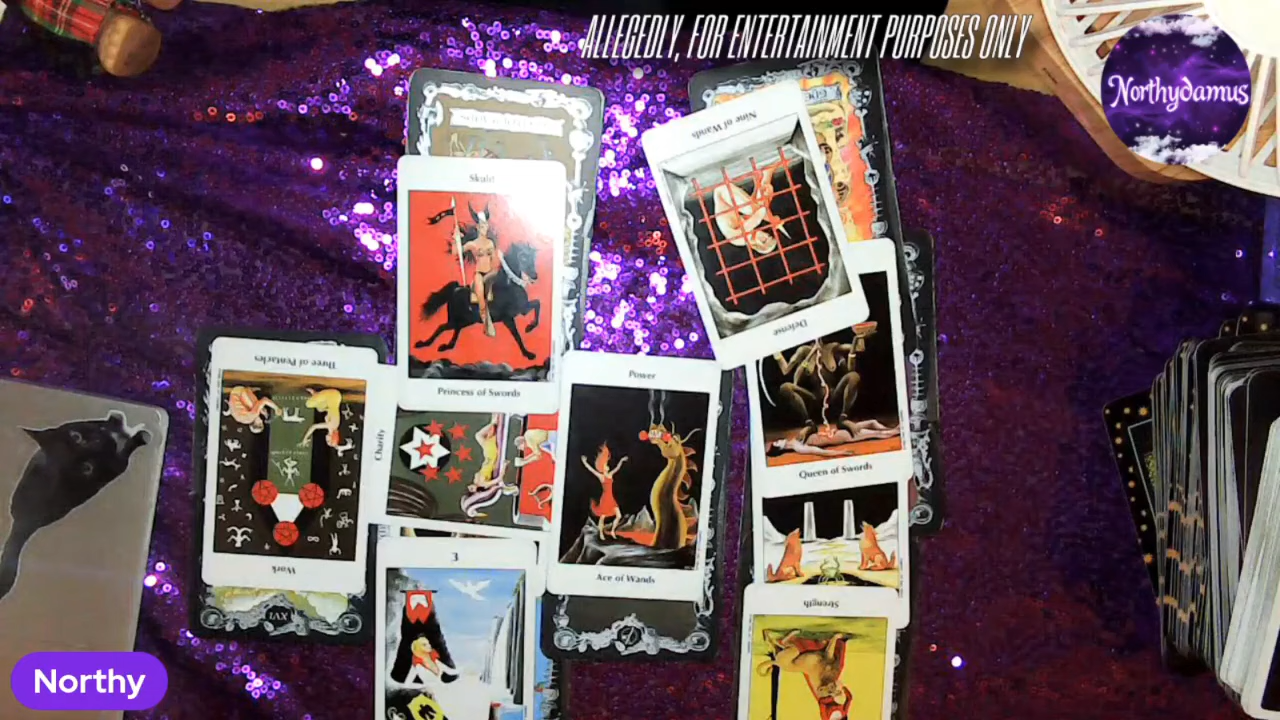 ALLEGEDLY, FOR ENTERTAINMENT PURPOSES ONLY
Northydamus
Nine of Wands
Skuld
Defense
Three of Pentacles
Power
Princess of Swords
Charity
Queen of Swords
3
Work
Ace of Wands
Strength
XVI
Northy